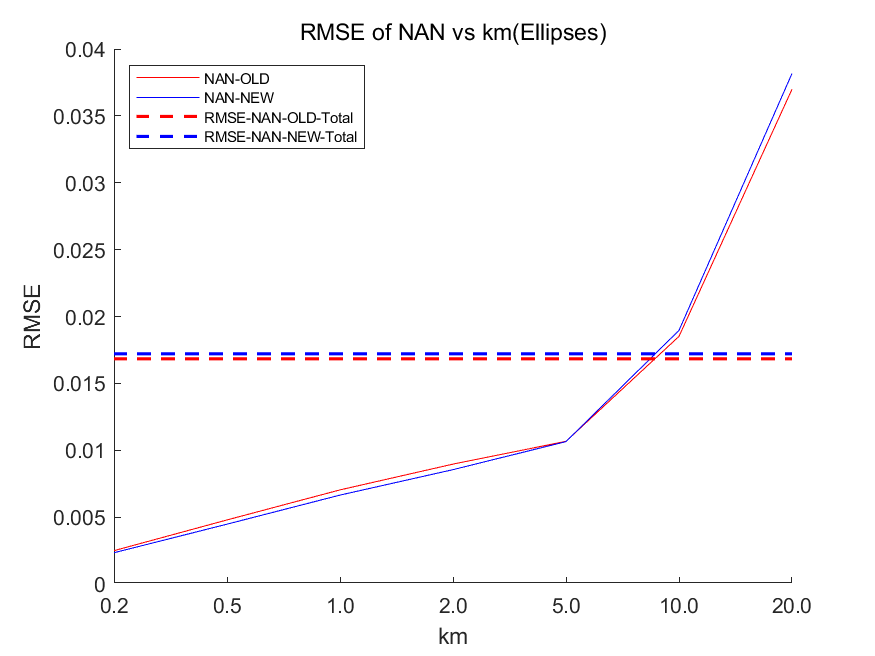 RMSE of NAN vs km(Ellipses)
0.04
0.035
0.03
0.025
0.02
0.015
0.01
0.005
0
RMSE
NAN-OLD
NAN-NEW
RMSE-NAN-OLD-Total
RMSE-NAN-NEW-Total
0.2 0.5 1.0 2.0 5.0 10.0 20.0
km